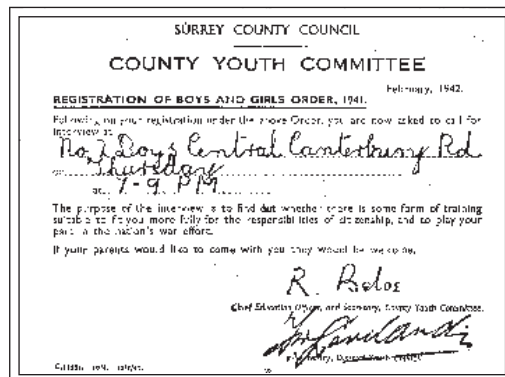 SURREY COUNTY COUNCIL
COUNTY YOUTH COMMITTEE
February, 1942.
REGISTRATION OF BOYS AND GIRLS ORDER, 1941.
Following on your registration under the above Order, you are now asked to call for
Interview at
No 2 Boys Central Canterbury Rd
on Thursday
at 7-9 PM
The purpose of the interview is to find out whether there is some form of training
suitable to fit you more fully for the responsibilities of citizenship, and to play your
part in the nation's war effort.
If your parents would like to come with you they would be welcome.
R. Beloe
Chief Education Officer, and Secretary, County Youth Committee.